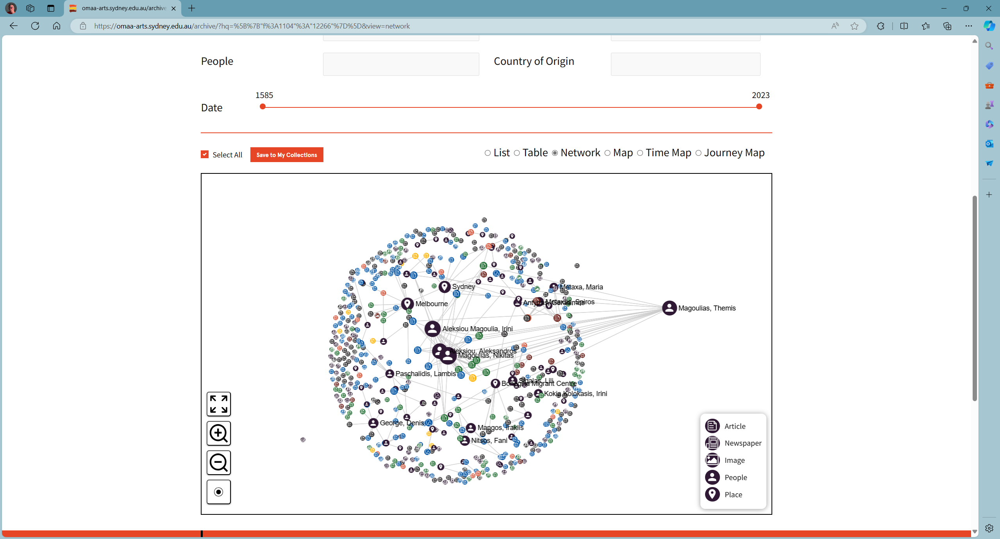 omaa-arts.sydney.edu.au/archive
https://omaa-arts.sydney.edu.au/archive/?hq=%5B%7B"f%3A1104"%3A"12266"%7D%5D&view=network
People
Country of Origin
1585
2023
Date
Select All
Save to My Collections
List
Table
Network
Map
Time Map
Journey Map
Sydney
Metaxa, Maria
Melbourne
Antypas, Gerasimos
Metaxas, Spiros
Magoulias, Themis
Aleksiou Magoulia, Irini
Aleksiou, Aleksandros
Magoulias, Nikitas
Paschalidis, Lambis
Sigalas, Lili
Bonegilla Migrant Centre
Kokia Kolokasis, Irini
George, Denis
Mangos, Iraklis
Nitsos, Fani
Article
Newspaper
Image
People
Place